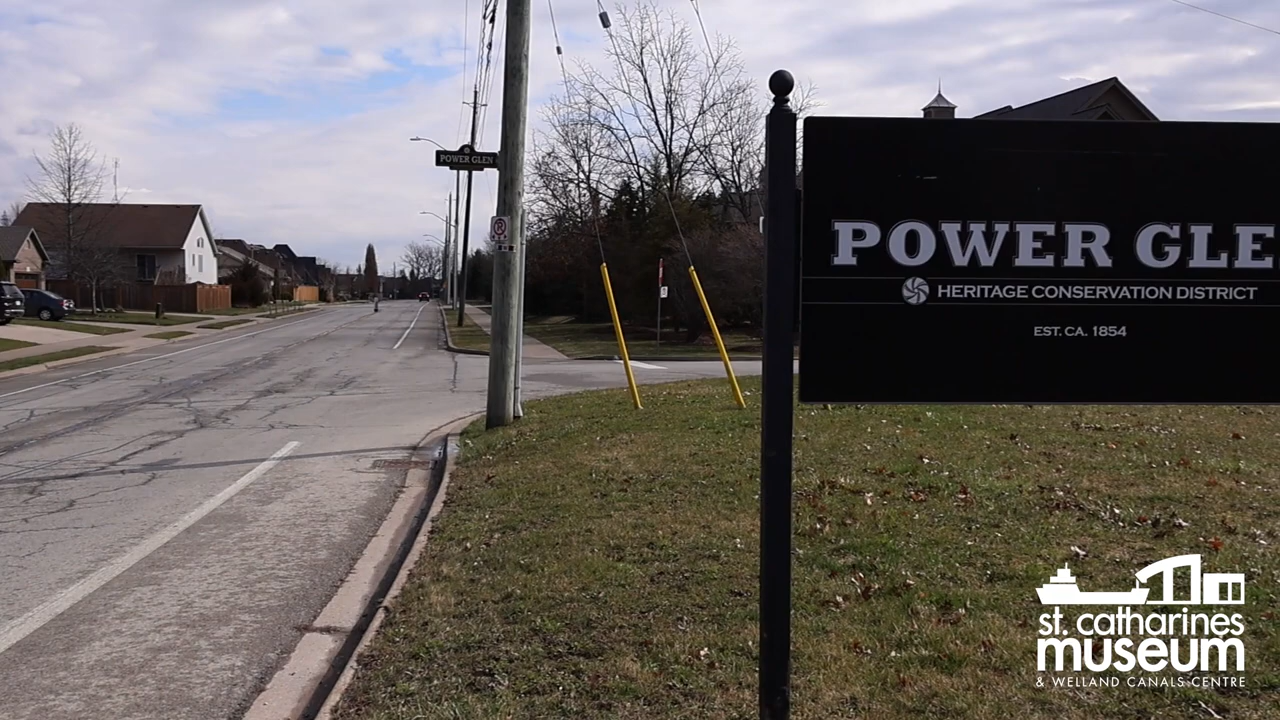 POWER GLEN
POWER GLE
HERITAGE CONSERVATION DISTRICT
EST. CA. 1854
st. catharines
museum
& WELLAND CANALS CENTRE